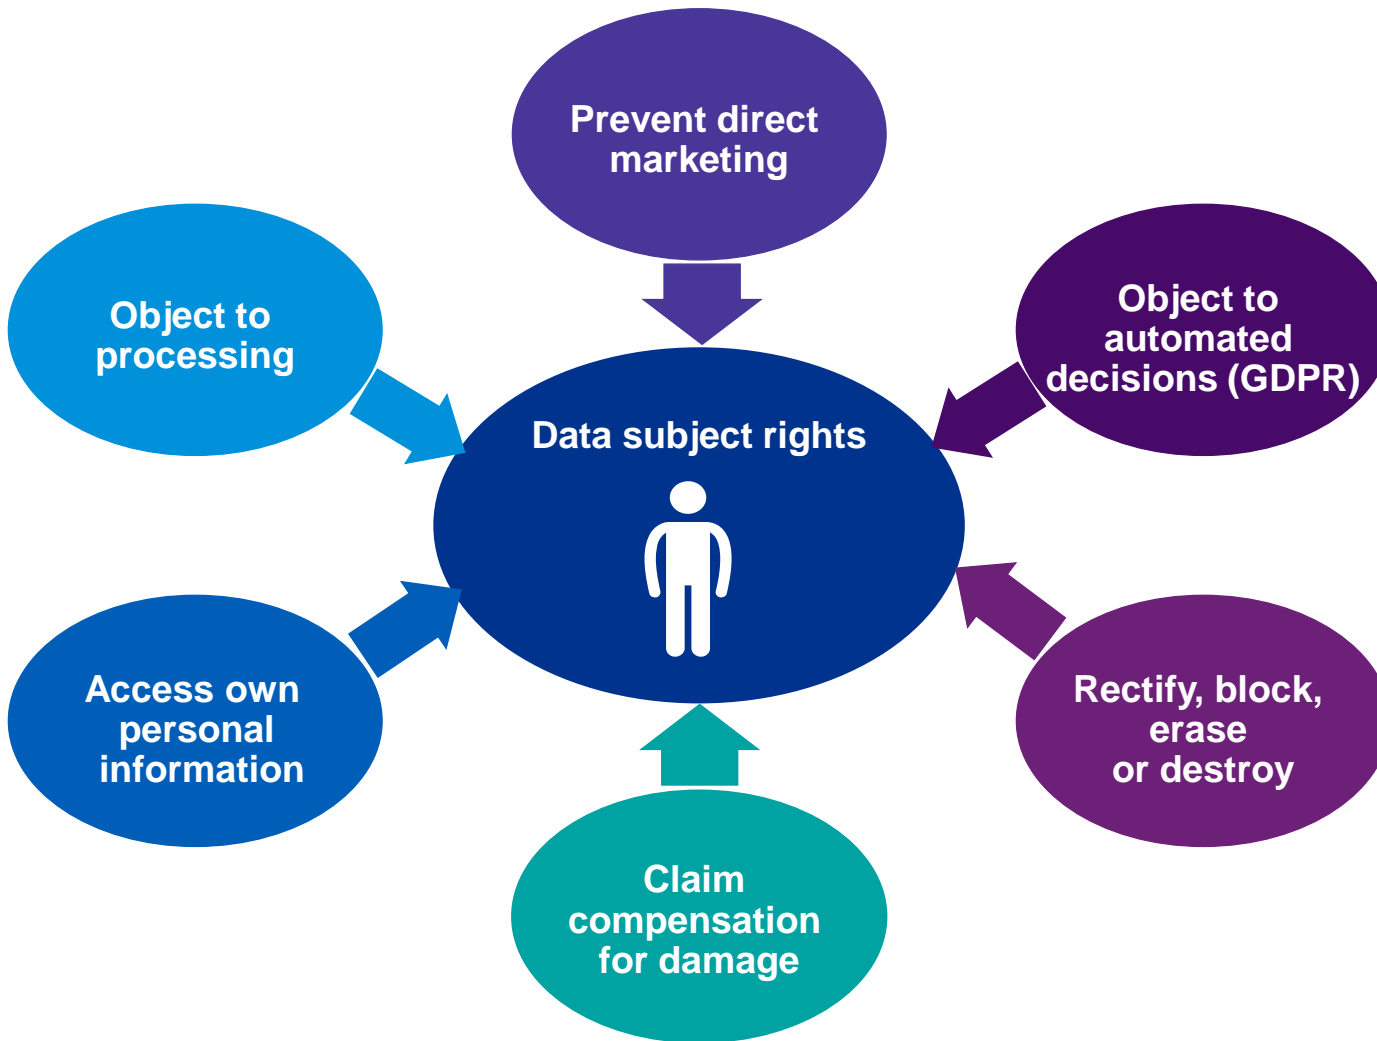 Prevent direct
marketing
Object to
processing
Object to
automated
decisions (GDPR)
Data subject rights
Access own
personal
information
Rectify, block,
erase
or destroy
Claim
compensation
for damage